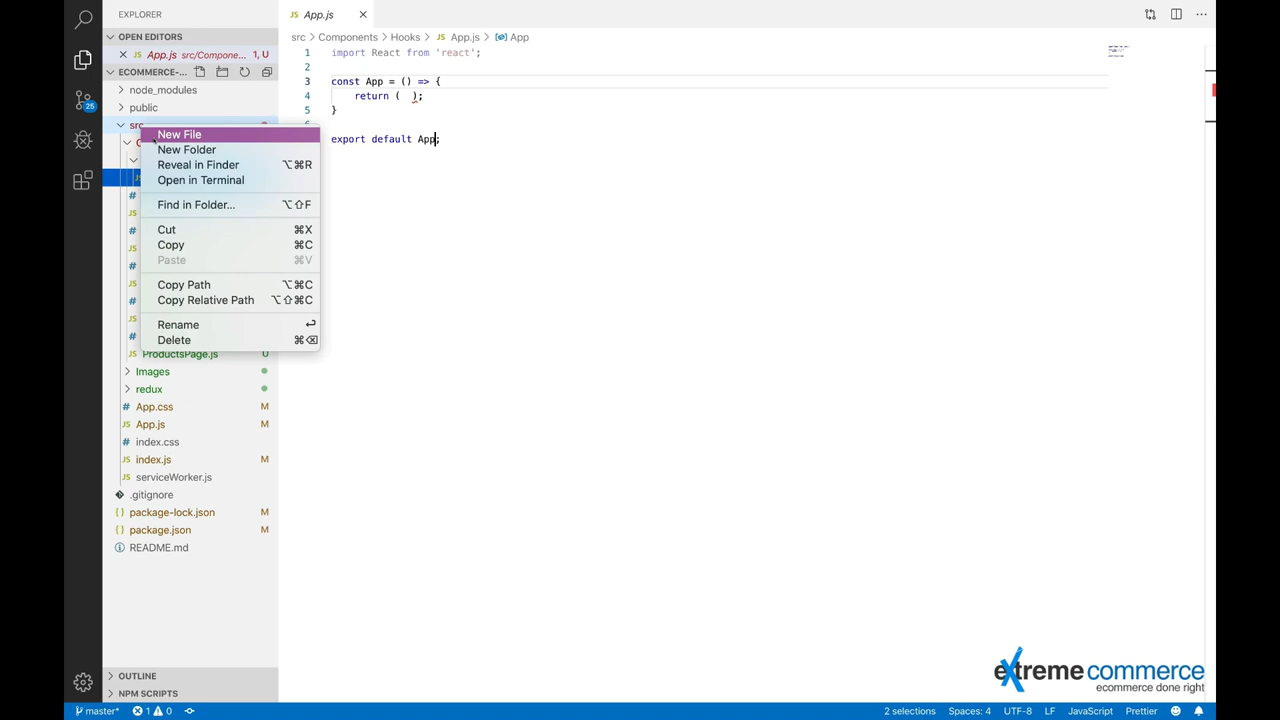 EXPLORER
OPEN EDITORS
App.js src/Compone... 1, U
ECOMMERCE-...
node_modules
public
src
New File
New Folder
Reveal in Finder ⌥⌘R
Open in Terminal
Find in Folder... ⌥⇧F
Cut ⌘X
Copy ⌘C
Paste ⌘V
Copy Path ⌥⌘C
Copy Relative Path ⌥⇧⌘C
Rename ⏎
Delete ⌘⌫
ProductsPage.js U
Images
redux
# App.css M
JS App.js M
# index.css
JS index.js M
JS serviceWorker.js
.gitignore
{} package-lock.json M
{} package.json M
README.md
OUTLINE
NPM SCRIPTS
JS App.js
src > Components > Hooks > JS App.js > App
1 import React from 'react';
2
3 const App = () => {
4 return ( );
5 }
6
export default App;
25
extreme commerce
ecommerce done right
master* 1 0
2 selections Spaces: 4 UTF-8 LF JavaScript Prettier